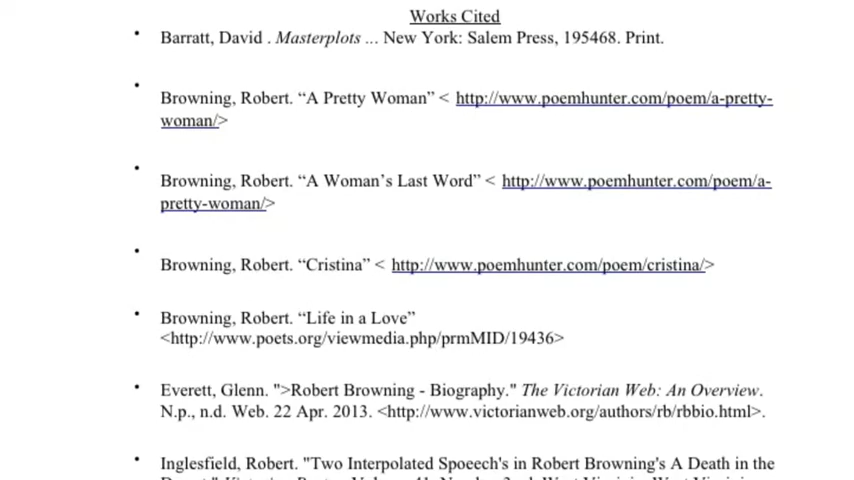 Works Cited
• Barratt, David . Masterplots ... New York: Salem Press, 195468. Print.
• Browning, Robert. “A Pretty Woman” < http://www.poemhunter.com/poem/a-pretty-
woman/>
• Browning, Robert. “A Woman’s Last Word” < http://www.poemhunter.com/poem/a-
pretty-woman/>
• Browning, Robert. “Cristina” < http://www.poemhunter.com/poem/cristina/>
• Browning, Robert. “Life in a Love”
<http://www.poets.org/viewmedia.php/prmMID/19436>
• Everett, Glenn. ">Robert Browning - Biography." The Victorian Web: An Overview.
N.p., n.d. Web. 22 Apr. 2013. <http://www.victorianweb.org/authors/rb/rbbio.html>.
• Inglesfield, Robert. "Two Interpolated Spoeech's in Robert Browning's A Death in the